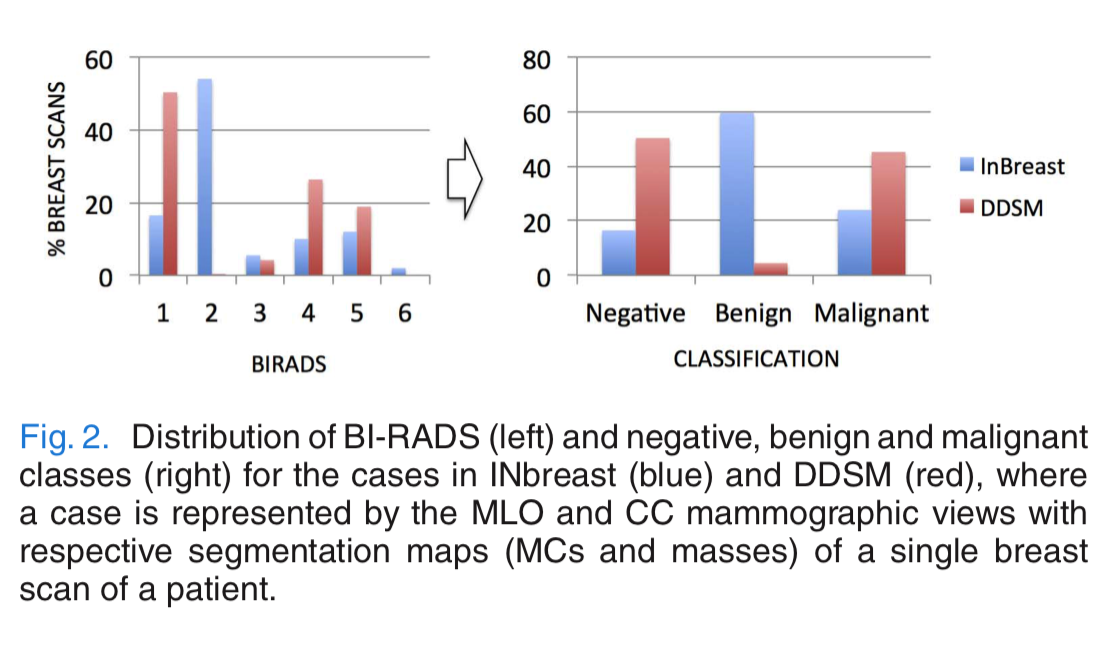 60
40
20
0
% BREAST SCANS
1 2 3 4 5 6
BIRADS
80
60
40
20
0
Negative Benign Malignant
CLASSIFICATION
InBreast
DDSM
Fig. 2. Distribution of BI-RADS (left) and negative, benign and malignant
classes (right) for the cases in INbreast (blue) and DDSM (red), where
a case is represented by the MLO and CC mammographic views with
respective segmentation maps (MCs and masses) of a single breast
scan of a patient.